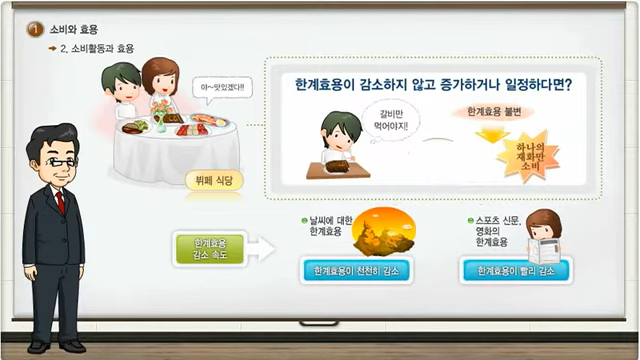 1 소비와 효용
2. 소비활동과 효용
야~맛있겠다!!
뷔페 식당
한계효용이 감소하지 않고 증가하거나 일정하다면?
갈비만
먹어야지!
한계효용 불변
하나의
재화만
소비
한계효용
감소 속도
날씨에 대한
한계효용
한계효용이 천천히 감소
스포츠 신문,
영화의
한계효용
한계효용이 빨리 감소